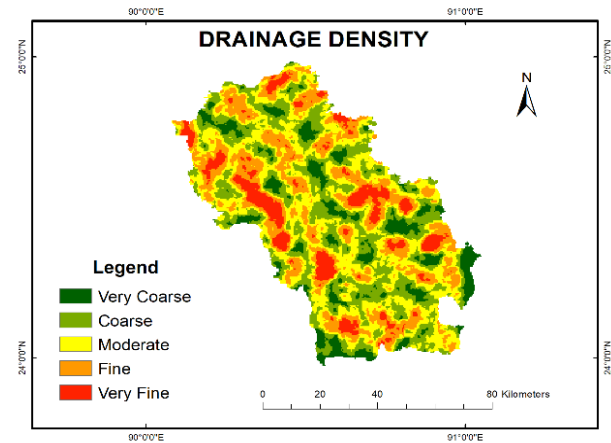 90°0'0"E 91°0'0"E
DRAINAGE DENSITY
25°0'0"N 25°0'0"N
N
Legend
Very Coarse
Coarse
Moderate
Fine
Very Fine
24°0'0"N 24°0'0"N
0 20 40 80 Kilometers
90°0'0"E 91°0'0"E